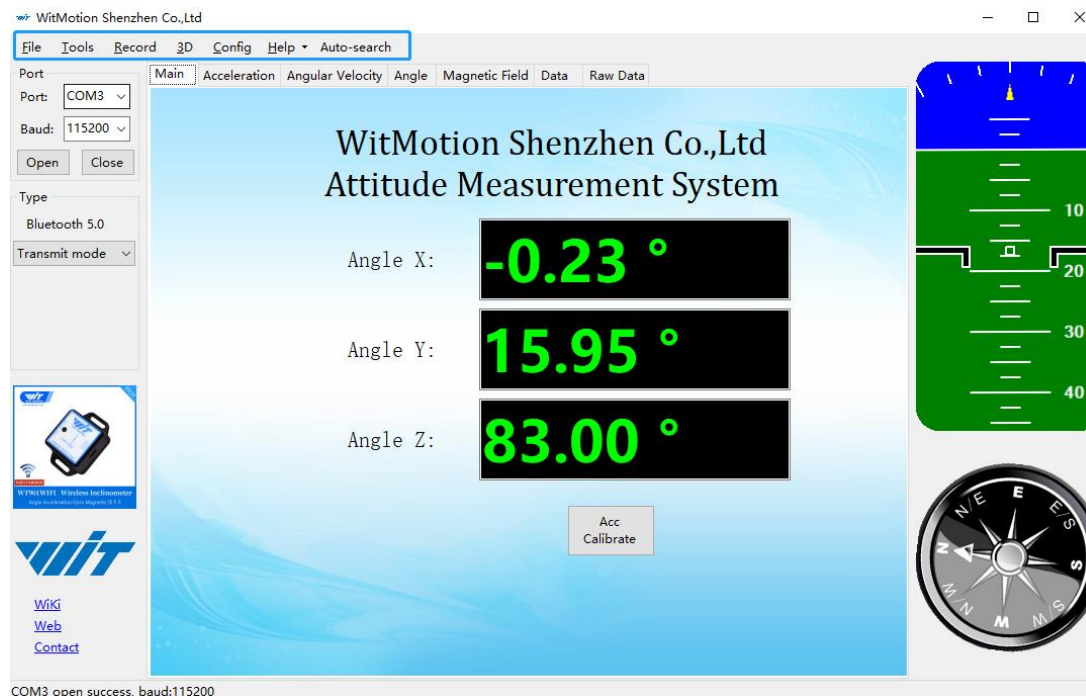 WitMotion Shenzhen Co.,Ltd
File Tools Record 3D Config Help Auto-search
Port
Port: COM3
Baud: 115200
Open Close
Type
Bluetooth 5.0
Transmit mode
Main Acceleration Angular Velocity Angle Magnetic Field Data Raw Data
WitMotion Shenzhen Co.,Ltd
Attitude Measurement System
Angle X: -0.23 °
Angle Y: 15.95 °
Angle Z: 83.00 °
Acc
Calibrate
10
20
30
40
N/E E E/S
N S
W/N W S/W
WiT
WT901WIFI Wireless Inclinometer
WiT
WiKi
Web
Contact
COM3 open success, baud:115200